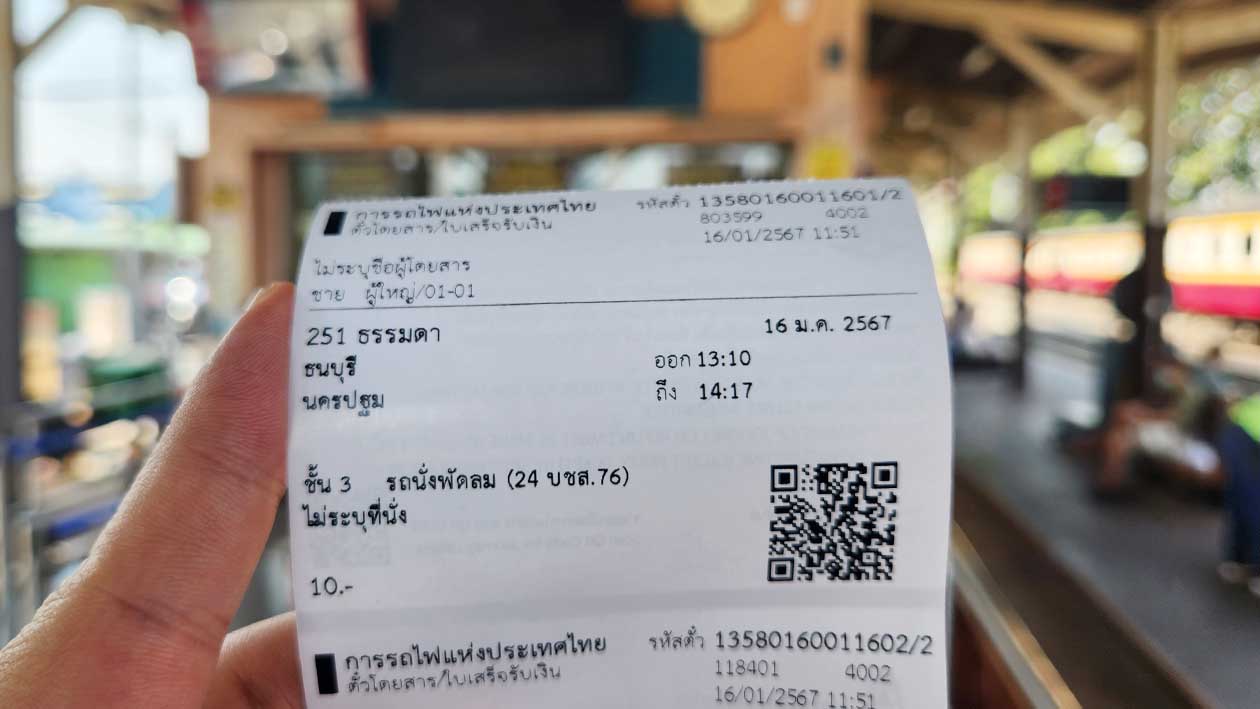 การรถไฟแห่งประเทศไทย รหัสตั๋ว 13580160011601/2
ตั๋วโดยสาร/ใบเสร็จรับเงิน 803599 4002
16/01/2567 11:51
ไม่ระบุชื่อผู้โดยสาร
ชาย ผู้ใหญ่/01-01
251 ธรรมดา 16 ม.ค. 2567
ธนบุรี ออก 13:10
นครปฐม ถึง 14:17
ชั้น 3 รถนั่งพัดลม (24 บชส.76)
ไม่ระบุที่นั่ง
10.-
การรถไฟแห่งประเทศไทย รหัสตั๋ว 13580160011602/2
ตั๋วโดยสาร/ใบเสร็จรับเงิน 118401 4002
16/01/2567 11:51